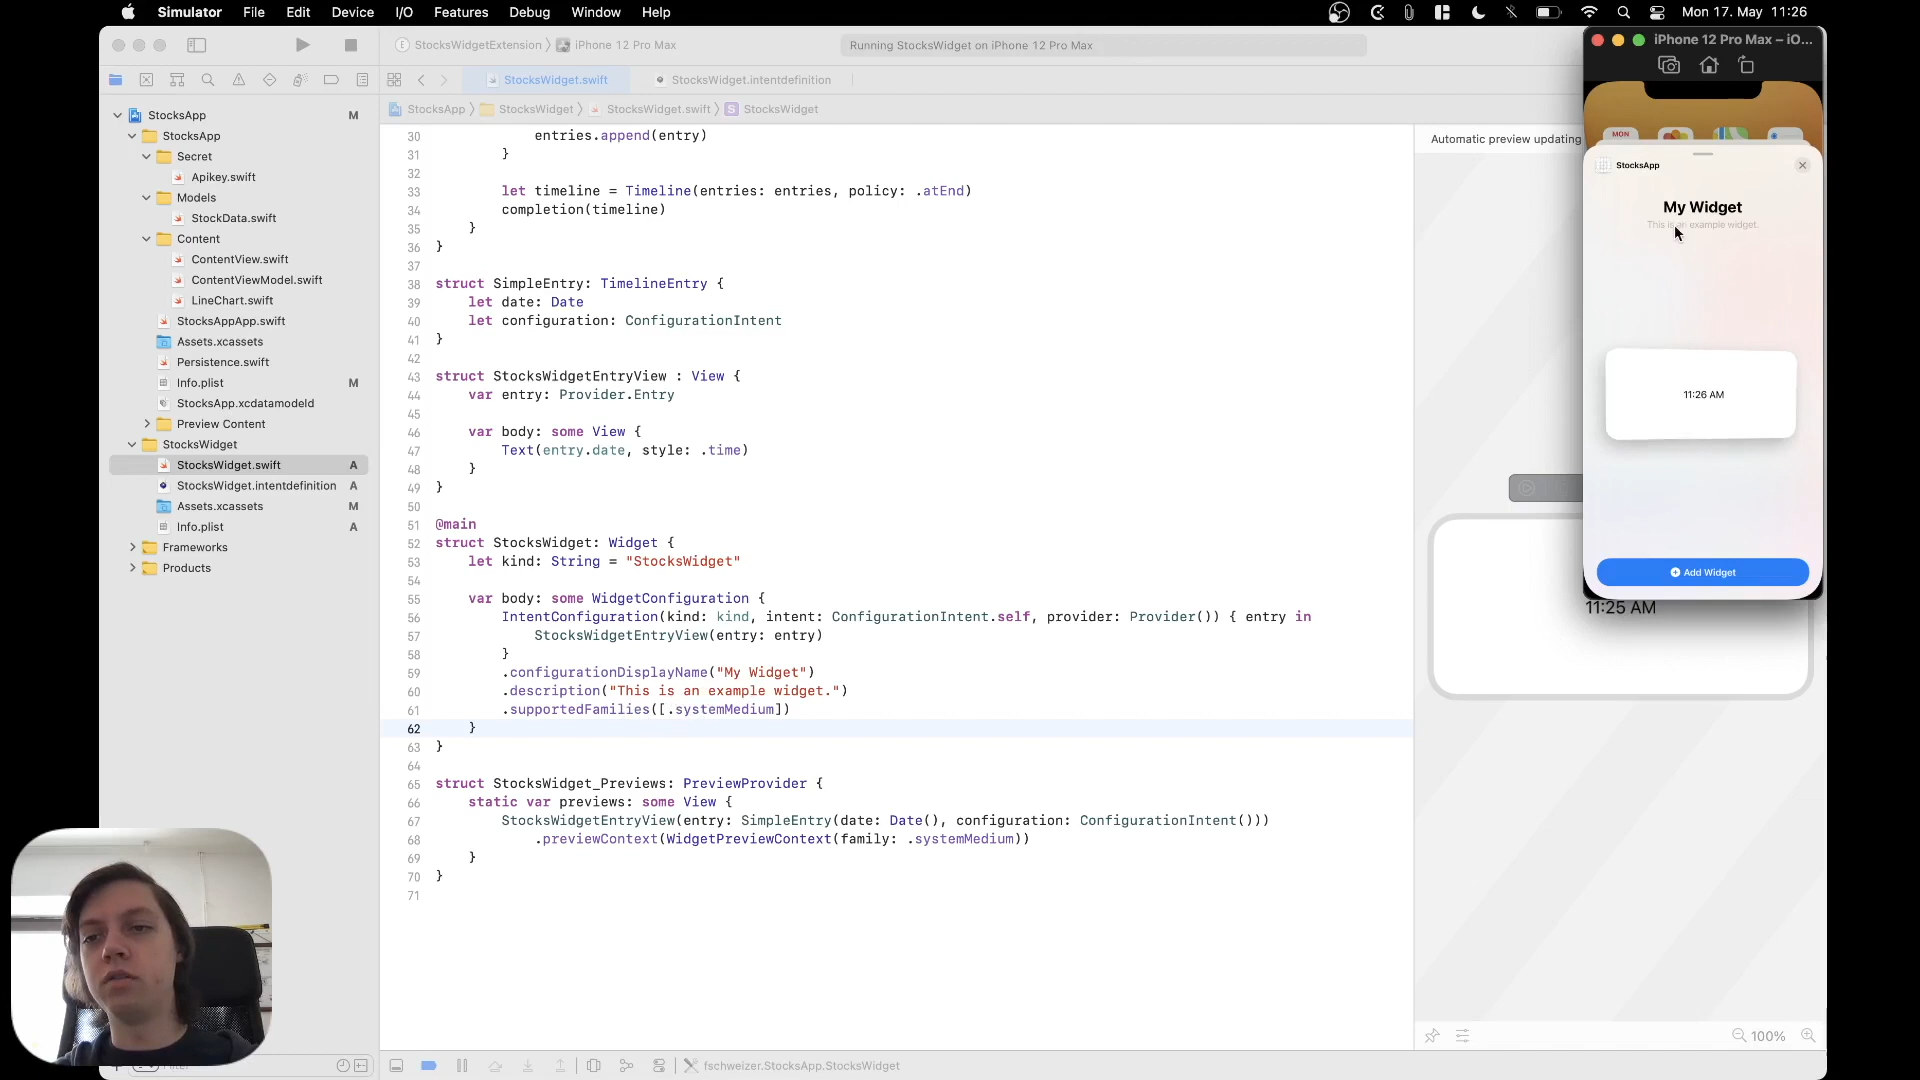 Simulator File Edit Device I/O Features Debug Window Help Mon 17. May 11:26
StocksWidgetExtension iPhone 12 Pro Max
Running StocksWidget on iPhone 12 Pro Max
iPhone 12 Pro Max – iO...
StocksWidget.swift
StocksWidget.intentdefinition
StocksApp StocksWidget StocksWidget.swift S StocksWidget
StocksApp M
StocksApp
Secret
Apikey.swift
Models
StockData.swift
Content
ContentView.swift
ContentViewModel.swift
LineChart.swift
StocksAppApp.swift
Assets.xcassets
Persistence.swift
Info.plist M
StocksApp.xcdatamodeld
Preview Content
StocksWidget
StocksWidget.swift A
StocksWidget.intentdefinition A
Assets.xcassets M
Info.plist A
Frameworks
Products
30 entries.append(entry)
31 }
32
33 let timeline = Timeline(entries: entries, policy: .atEnd)
34 completion(timeline)
35 }
36 }
37
38 struct SimpleEntry: TimelineEntry {
39 let date: Date
40 let configuration: ConfigurationIntent
41 }
42
43 struct StocksWidgetEntryView : View {
44 var entry: Provider.Entry
45
46 var body: some View {
47 Text(entry.date, style: .time)
48 }
49 }
50
51 @main
52 struct StocksWidget: Widget {
53 let kind: String = "StocksWidget"
54
55 var body: some WidgetConfiguration {
56 IntentConfiguration(kind: kind, intent: ConfigurationIntent.self, provider: Provider()) { entry in
57 StocksWidgetEntryView(entry: entry)
58 }
59 .configurationDisplayName("My Widget")
60 .description("This is an example widget.")
61 .supportedFamilies([.systemMedium])
62 }
63 }
64
65 struct StocksWidget_Previews: PreviewProvider {
66 static var previews: some View {
67 StocksWidgetEntryView(entry: SimpleEntry(date: Date(), configuration: ConfigurationIntent()))
68 .previewContext(WidgetPreviewContext(family: .systemMedium))
69 }
70 }
71
Automatic preview updating
MON
StocksApp
My Widget
This is an example widget.
11:26 AM
Add Widget
11:25 AM
100%
Filter
fschweizer.StocksApp.StocksWidget